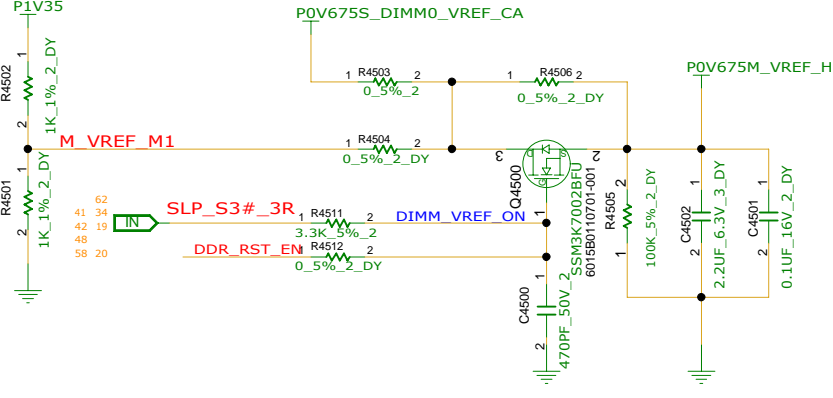 P1V35
P0V675S_DIMM0_VREF_CA
P0V675M_VREF_H
1
R4502
1K_1%_2_DY
2
1 R4503 2
0_5%_2
1 R4506 2
0_5%_2_DY
M_VREF_M1
1 R4504 2
0_5%_2_DY
3
D
S
G
2
Q4500
1
SSM3K7002BFU
6015B0110701-001
1
R4501
1K_1%_2_DY
2
62
41 34
42 19
48
58 20
IN
SLP_S3#_3R
1 R4511 2
3.3K_5%_2
DIMM_VREF_ON
DDR_RST_EN
1 R4512 2
0_5%_2_DY
1
C4500
470PF_50V_2
2
2
R4505
100K_5%_2_DY
1
1
C4502
2.2UF_6.3V_3_DY
2
1
C4501
0.1UF_16V_2_DY
2